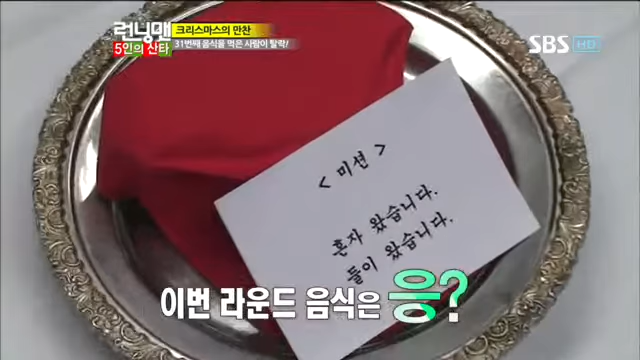 런닝맨
5인의 산타
크리스마스의 만찬
31번째 음식을 먹은 사람이 탈락!
SBS HD
< 미션 >
혼자 왔습니다.
둘이 왔습니다.
이번 라운드 음식은 응?